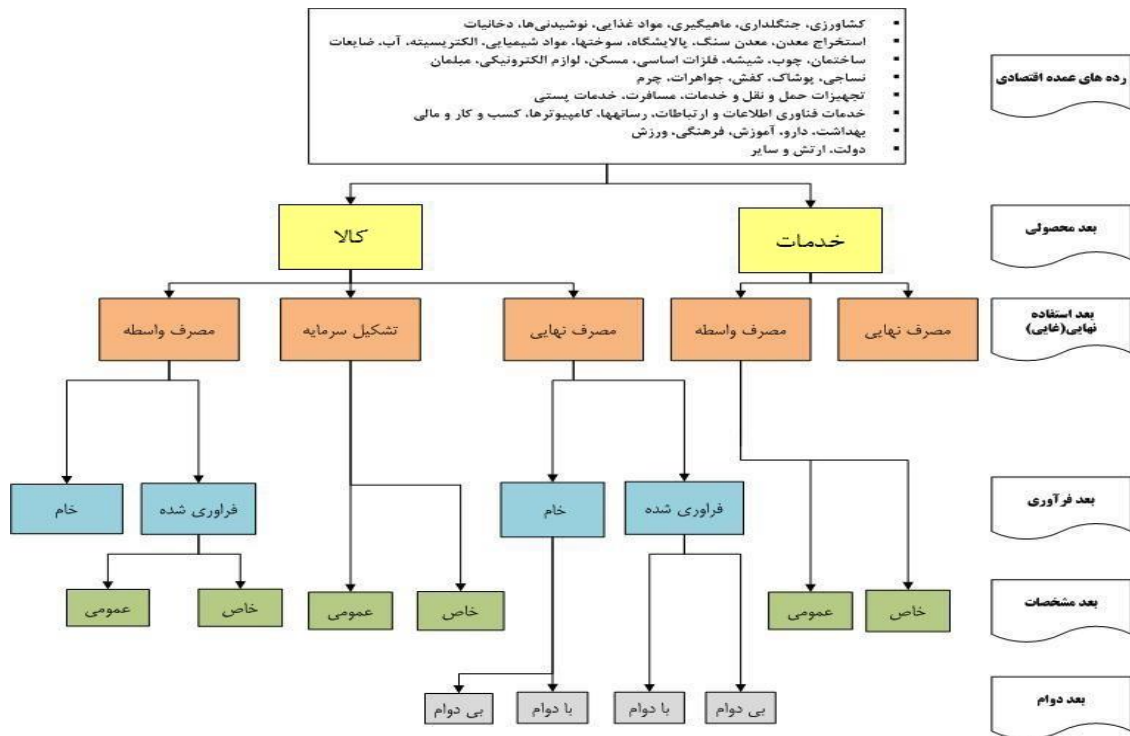 کشاورزی، جنگلداری، ماهیگیری، مواد غذایی، نوشیدنی‌ها، دخانیات
استخراج معدن، معدن سنگ، پالایشگاه، سوختها، مواد شیمیایی، الکتریسیته، آب، ضایعات
ساختمان، چوب، شیشه، فلزات اساسی، مسکن، لوازم الکترونیکی، مبلمان
نساجی، پوشاک، کفش، جواهرات، چرم
تجهیزات حمل و نقل و خدمات، مسافرت، خدمات پستی
خدمات فناوری اطلاعات و ارتباطات، رسانهها، کامپیوترها، کسب و کار و مالی
بهداشت، دارو، آموزش، فرهنگی، ورزش
دولت، ارتش و سایر
رده های عمده اقتصادی
بعد محصولی
خدمات
کالا
بعد استفاده
نهایی(غایی)
مصرف نهایی
مصرف واسطه
مصرف نهایی
تشکیل سرمایه
مصرف واسطه
بعد فرآوری
فراوری شده
خام
فراوری شده
خام
بعد مشخصات
خاص
عمومی
خاص
عمومی
خاص
عمومی
بعد دوام
بی دوام
با دوام
با دوام
بی دوام